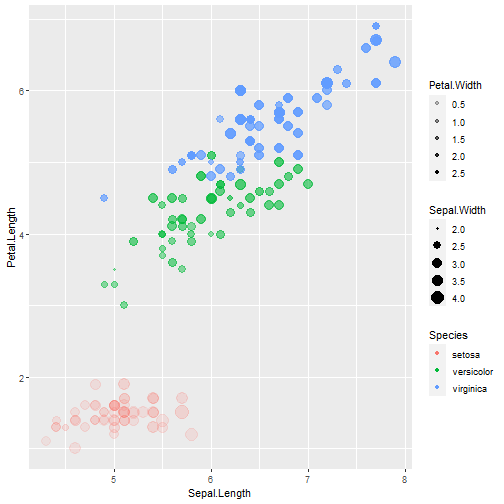 Petal.Length
6
4
2
5
6
7
8
Sepal.Length
Petal.Width
0.5
1.0
1.5
2.0
2.5
Sepal.Width
2.0
2.5
3.0
3.5
4.0
Species
setosa
versicolor
virginica